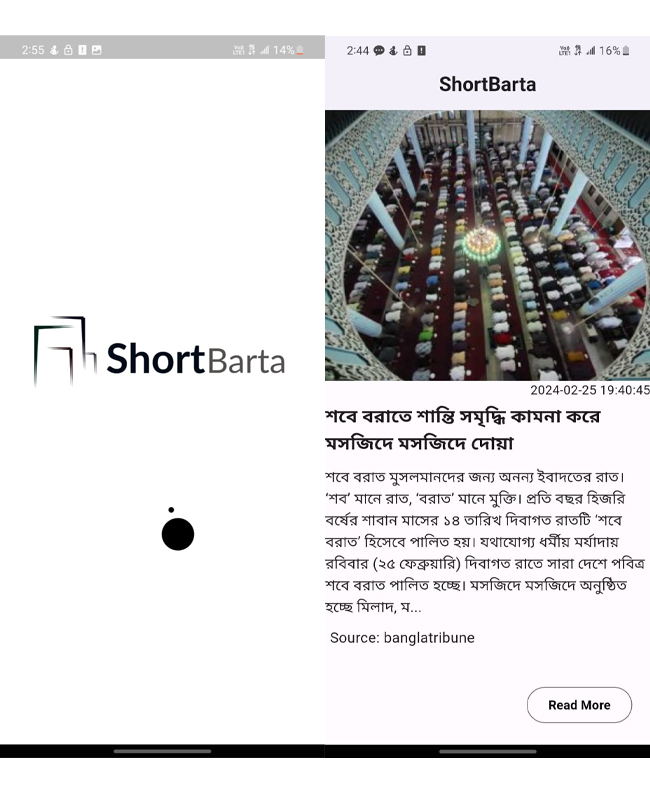 2:55
14%
ShortBarta
2:44
16%
ShortBarta
2024-02-25 19:40:45
শবে বরাতে শান্তি সমৃদ্ধি কামনা করে
মসজিদে মসজিদে দোয়া
শবে বরাত মুসলমানদের জন্য অনন্য ইবাদতের রাত।
‘শব’ মানে রাত, ‘বরাত’ মানে মুক্তি। প্রতি বছর হিজরি
বর্ষের শাবান মাসের ১৪ তারিখ দিবাগত রাতটি ‘শবে
বরাত’ হিসেবে পালিত হয়। যথাযোগ্য ধর্মীয় মর্যাদায়
রবিবার (২৫ ফেব্রুয়ারি) দিবাগত রাতে সারা দেশে পবিত্র
শবে বরাত পালিত হচ্ছে। মসজিদে মসজিদে অনুষ্ঠিত
হচ্ছে মিলাদ, ম...
Source: banglatribune
Read More